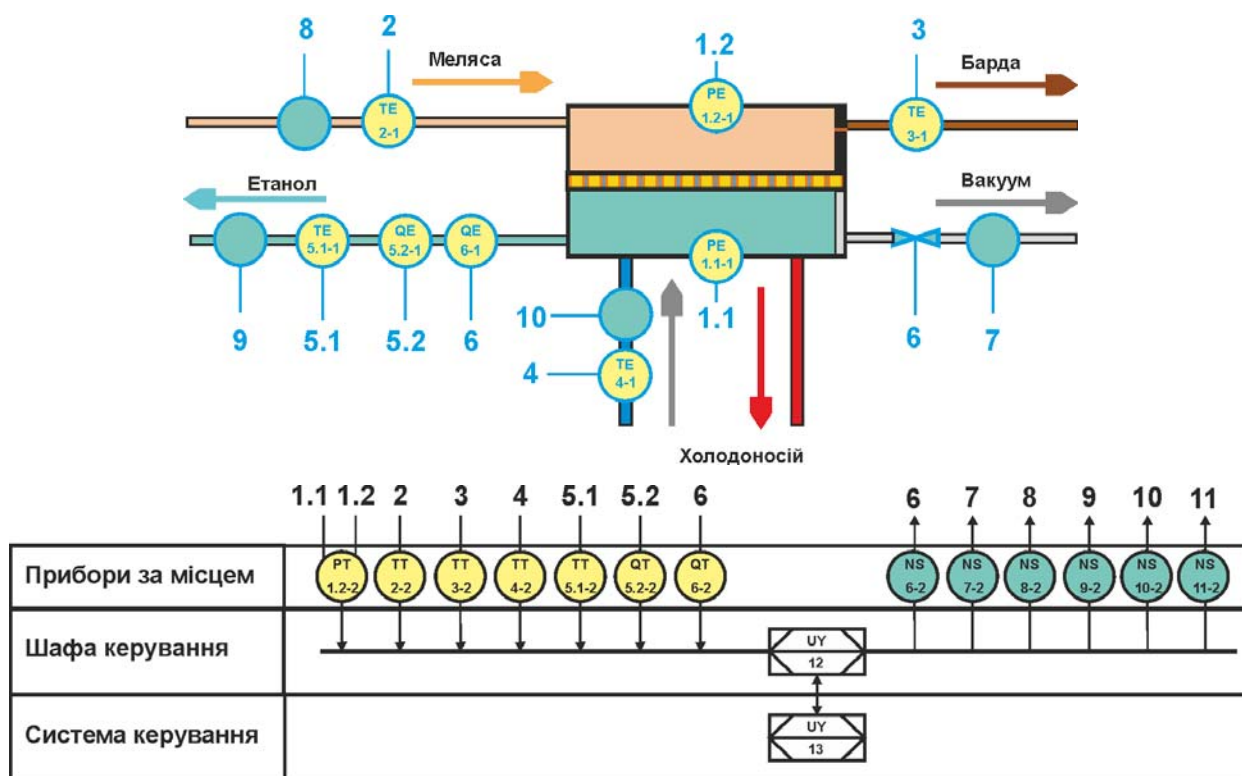 8 2 1.2 3
Меляса
Барда
TE 2-1
PE 1.2-1
TE 3-1
Етанол
Вакуум
TE 5.1-1
QE 5.2-1
QE 6-1
PE 1.1-1
9 5.1 5.2 6
10
1.1
6 7
4
TE 4-1
Холодоносій
1.1 1.2 2 3 4 5.1 5.2 6 6 7 8 9 10 11
Прибори за місцем
PT 1.2-2
TT 2-2
TT 3-2
TT 4-2
TT 5.1-2
QT 5.2-2
QT 6-2
NS 6-2
NS 7-2
NS 8-2
NS 9-2
NS 10-2
NS 11-2
Шафа керування
UY
12
Система керування
UY
13